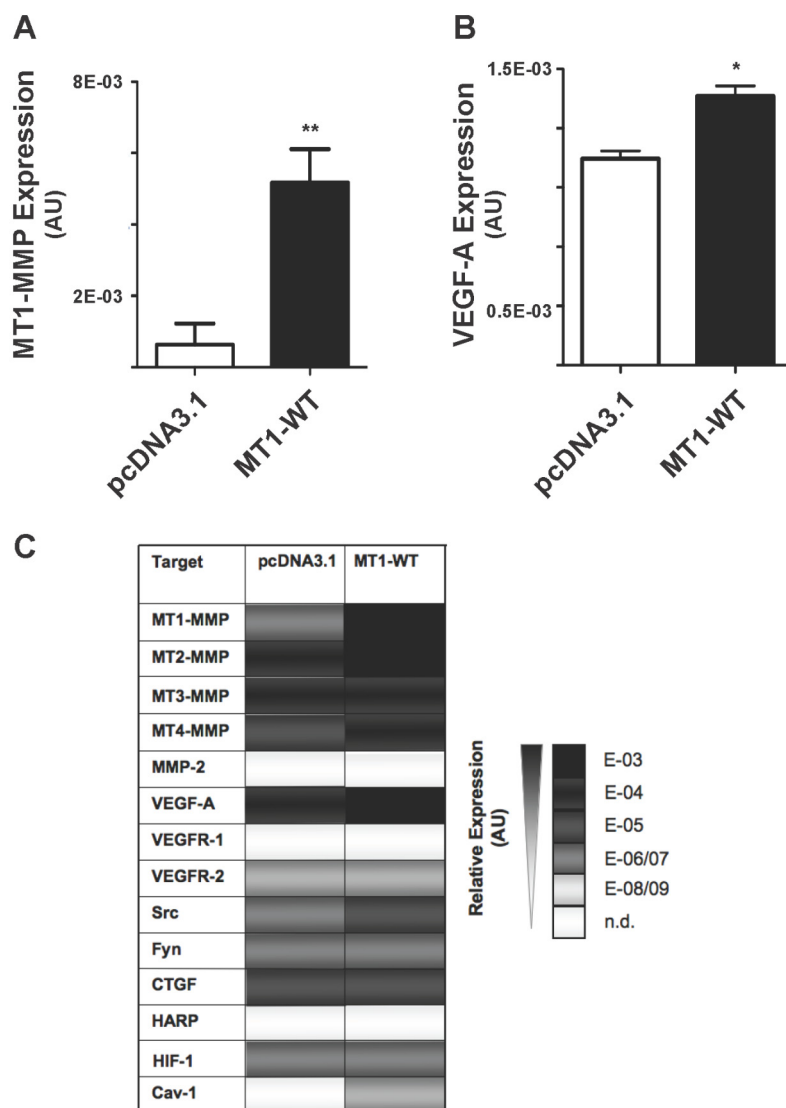 A
MT1-MMP Expression
(AU)
8E-03
2E-03
**
pcDNA3.1
MT1-WT
B
VEGF-A Expression
(AU)
1.5E-03
0.5E-03
*
pcDNA3.1
MT1-WT
C
Target pcDNA3.1 MT1-WT
MT1-MMP
MT2-MMP
MT3-MMP
MT4-MMP
MMP-2
VEGF-A
VEGFR-1
VEGFR-2
Src
Fyn
CTGF
HARP
HIF-1
Cav-1
Relative Expression
(AU)
E-03
E-04
E-05
E-06/07
E-08/09
n.d.